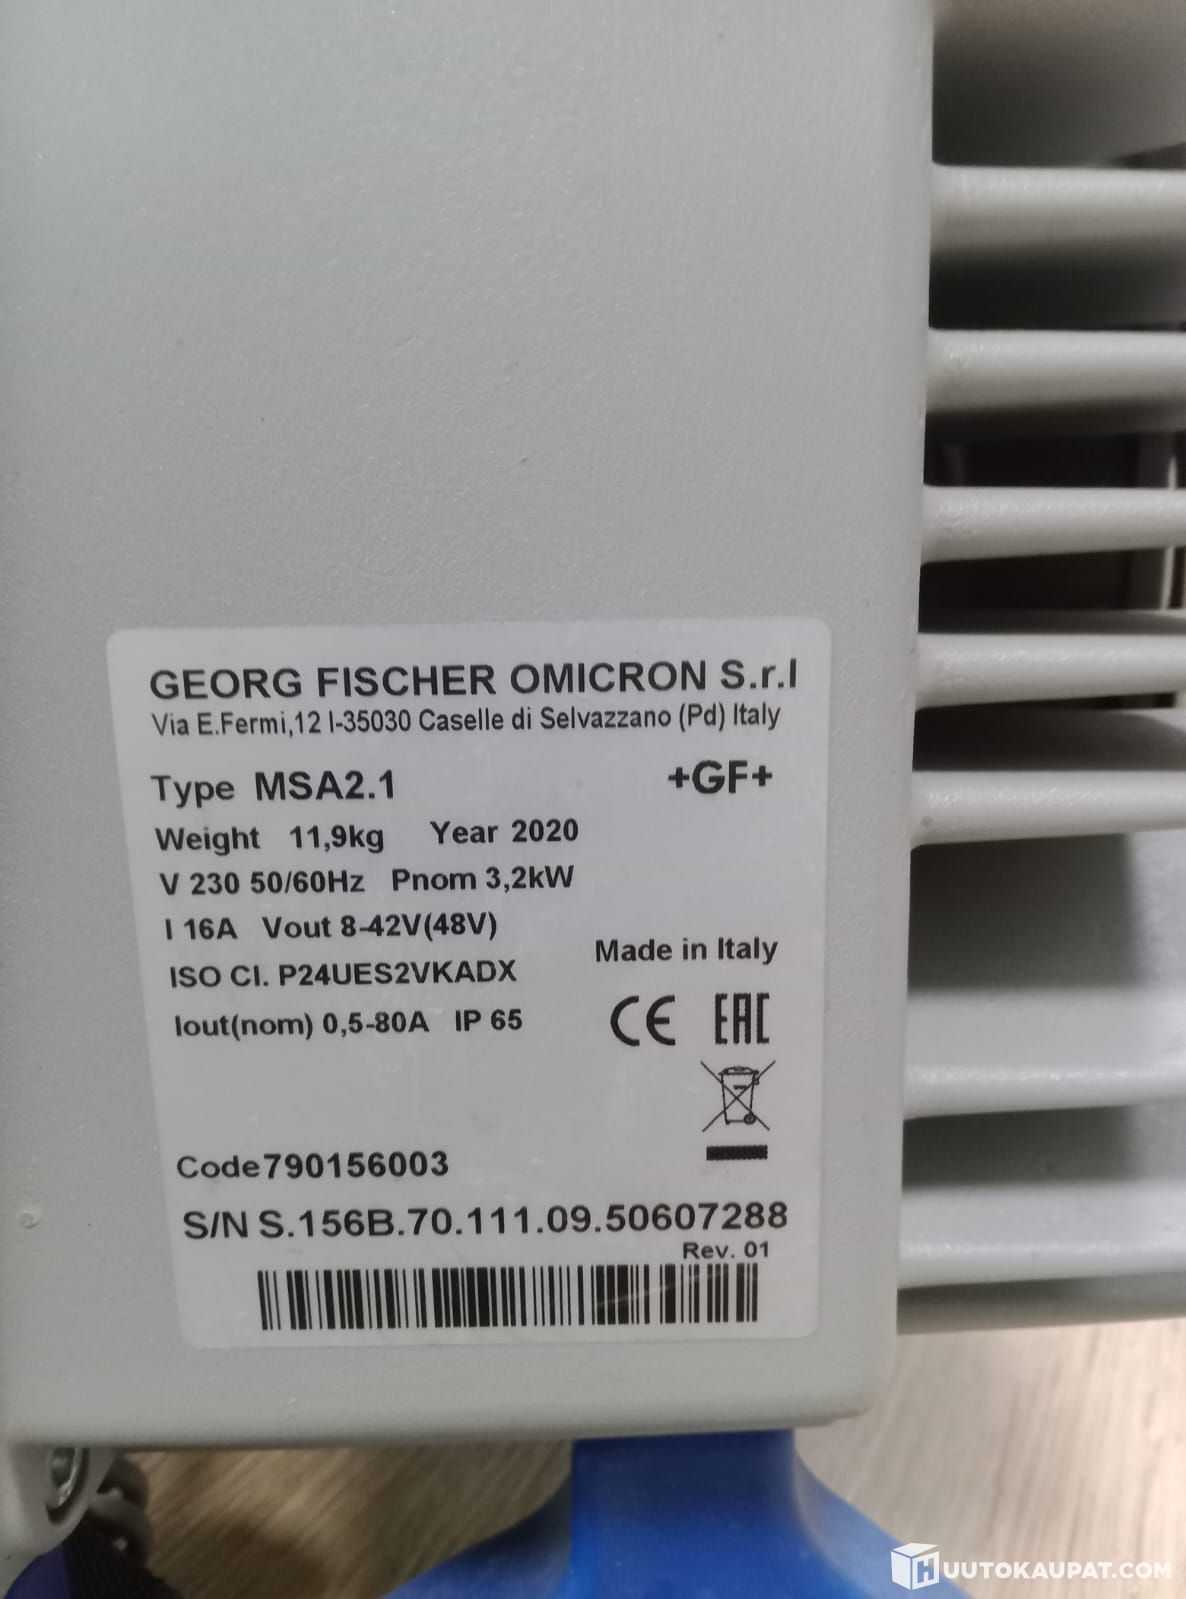 GEORG FISCHER OMICRON S.r.l
Via E.Fermi,12 I-35030 Caselle di Selvazzano (Pd) Italy
Type MSA2.1 +GF+
Weight 11,9kg Year 2020
V 230 50/60Hz Pnom 3,2kW
I 16A Vout 8-42V(48V)
ISO Cl. P24UES2VKADX
Made in Italy
Iout(nom) 0,5-80A IP 65
CE EAC
Code790156003
S/N S.156B.70.111.09.50607288
Rev. 01
HUUTOKAUPAT.COM